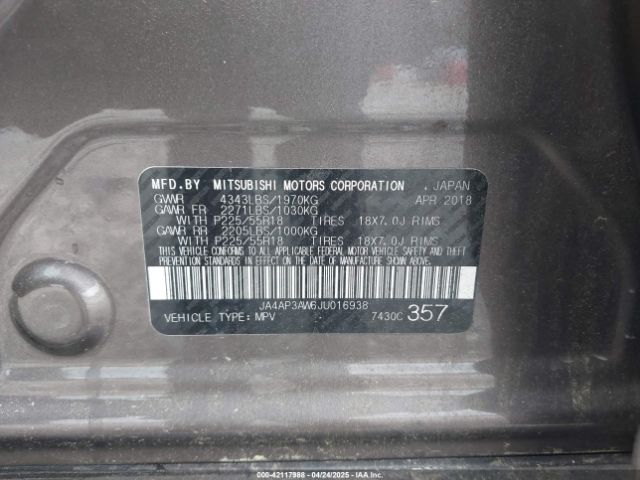 MFD.BY MITSUBISHI MOTORS CORPORATION . JAPAN
GVWR 4343LBS/1970KG APR 2018
GAWR FR 2271LBS/1030KG
WITH P225/55R18 TIRES 18X7.0J RIMS
GAWR RR 2205LBS/1000KG
WITH P225/55R18 TIRES 18X7.0J RIMS
THIS VEHICLE CONFORMS TO ALL APPLICABLE FEDERAL MOTOR VEHICLE SAFETY AND THEFT
PREVENTION STANDARDS IN EFFECT ON THE DATE OF MANUFACTURE SHOWN ABOVE.
JA4AP3AW6JU016938
VEHICLE TYPE: MPV 7430C 357
00-42117988 - 04/24/2025 - Copyright © IAA, LLC